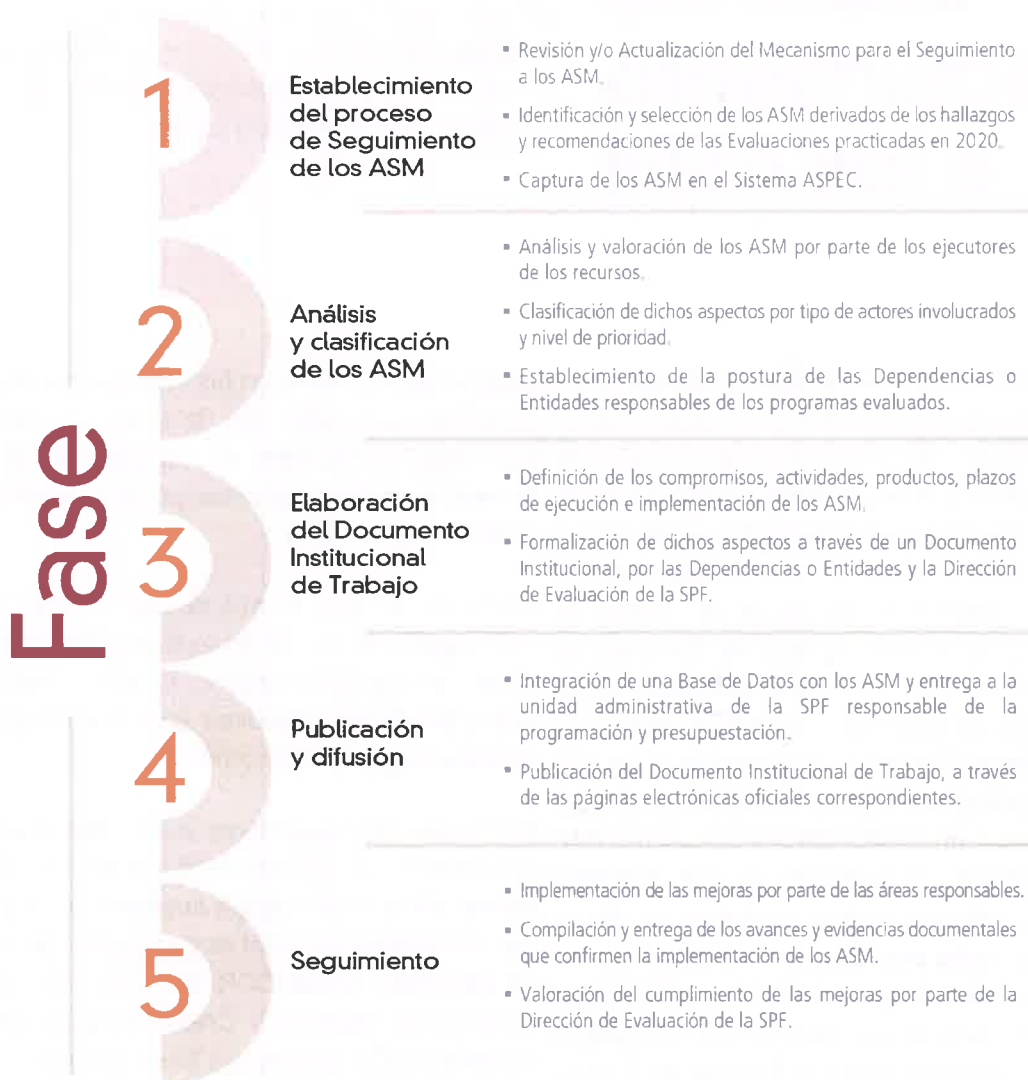 Fase
1
Establecimiento
del proceso
de Seguimiento
de los ASM
▪ Revisión y/o Actualización del Mecanismo para el Seguimiento
a los ASM.
▪ Identificación y selección de los ASM derivados de los hallazgos
y recomendaciones de las Evaluaciones practicadas en 2020.
▪ Captura de los ASM en el Sistema ASPEC.
2
Análisis
y clasificación
de los ASM
▪ Análisis y valoración de los ASM por parte de los ejecutores
de los recursos.
▪ Clasificación de dichos aspectos por tipo de actores involucrados
y nivel de prioridad.
▪ Establecimiento de la postura de las Dependencias o
Entidades responsables de los programas evaluados.
3
Elaboración
del Documento
Institucional
de Trabajo
▪ Definición de los compromisos, actividades, productos, plazos
de ejecución e implementación de los ASM.
▪ Formalización de dichos aspectos a través de un Documento
Institucional, por las Dependencias o Entidades y la Dirección
de Evaluación de la SPF.
4
Publicación
y difusión
▪ Integración de una Base de Datos con los ASM y entrega a la
unidad administrativa de la SPF responsable de la
programación y presupuestación.
▪ Publicación del Documento Institucional de Trabajo, a través
de las páginas electrónicas oficiales correspondientes.
5
Seguimiento
▪ Implementación de las mejoras por parte de las áreas responsables.
▪ Compilación y entrega de los avances y evidencias documentales
que confirmen la implementación de los ASM.
▪ Valoración del cumplimiento de las mejoras por parte de la
Dirección de Evaluación de la SPF.